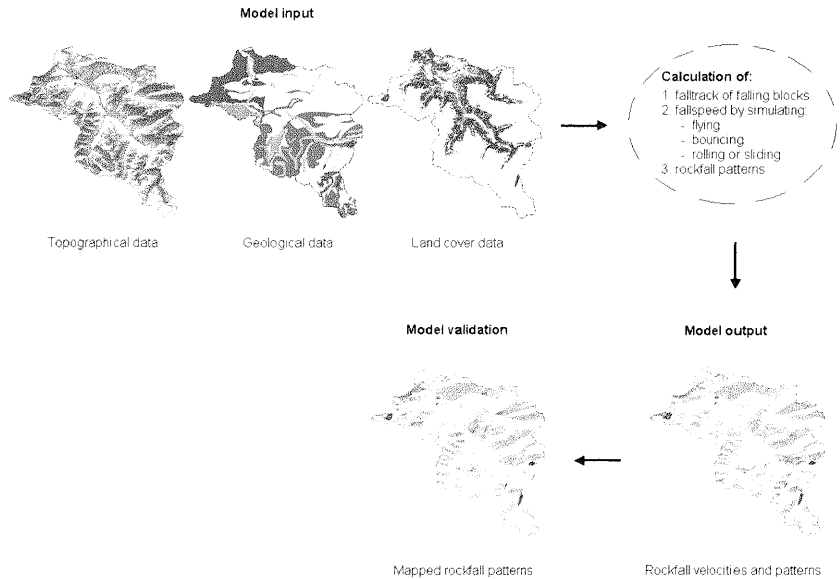 Model input
Calculation of:
1. falltrack of falling blocks
2. fallspeed by simulating:
- flying
- bouncing
- rolling or sliding
3. rockfall patterns
Topographical data
Geological data
Land cover data
Model validation
Model output
Mapped rockfall patterns
Rockfall velocities and patterns